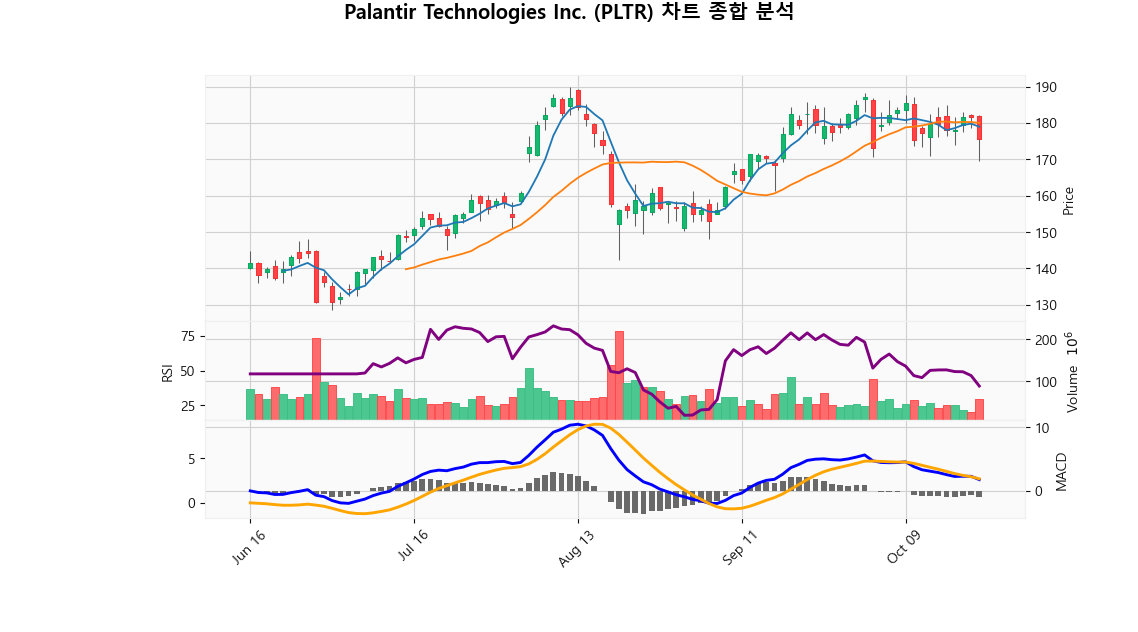 Palantir Technologies Inc. (PLTR) 차트 종합 분석
190
180
170
160
150
140
130
Price
75
50
25
RSI
200
100
Volume 10^6
5
0
10
0
MACD
Jun 16
Jul 16
Aug 13
Sep 11
Oct 09